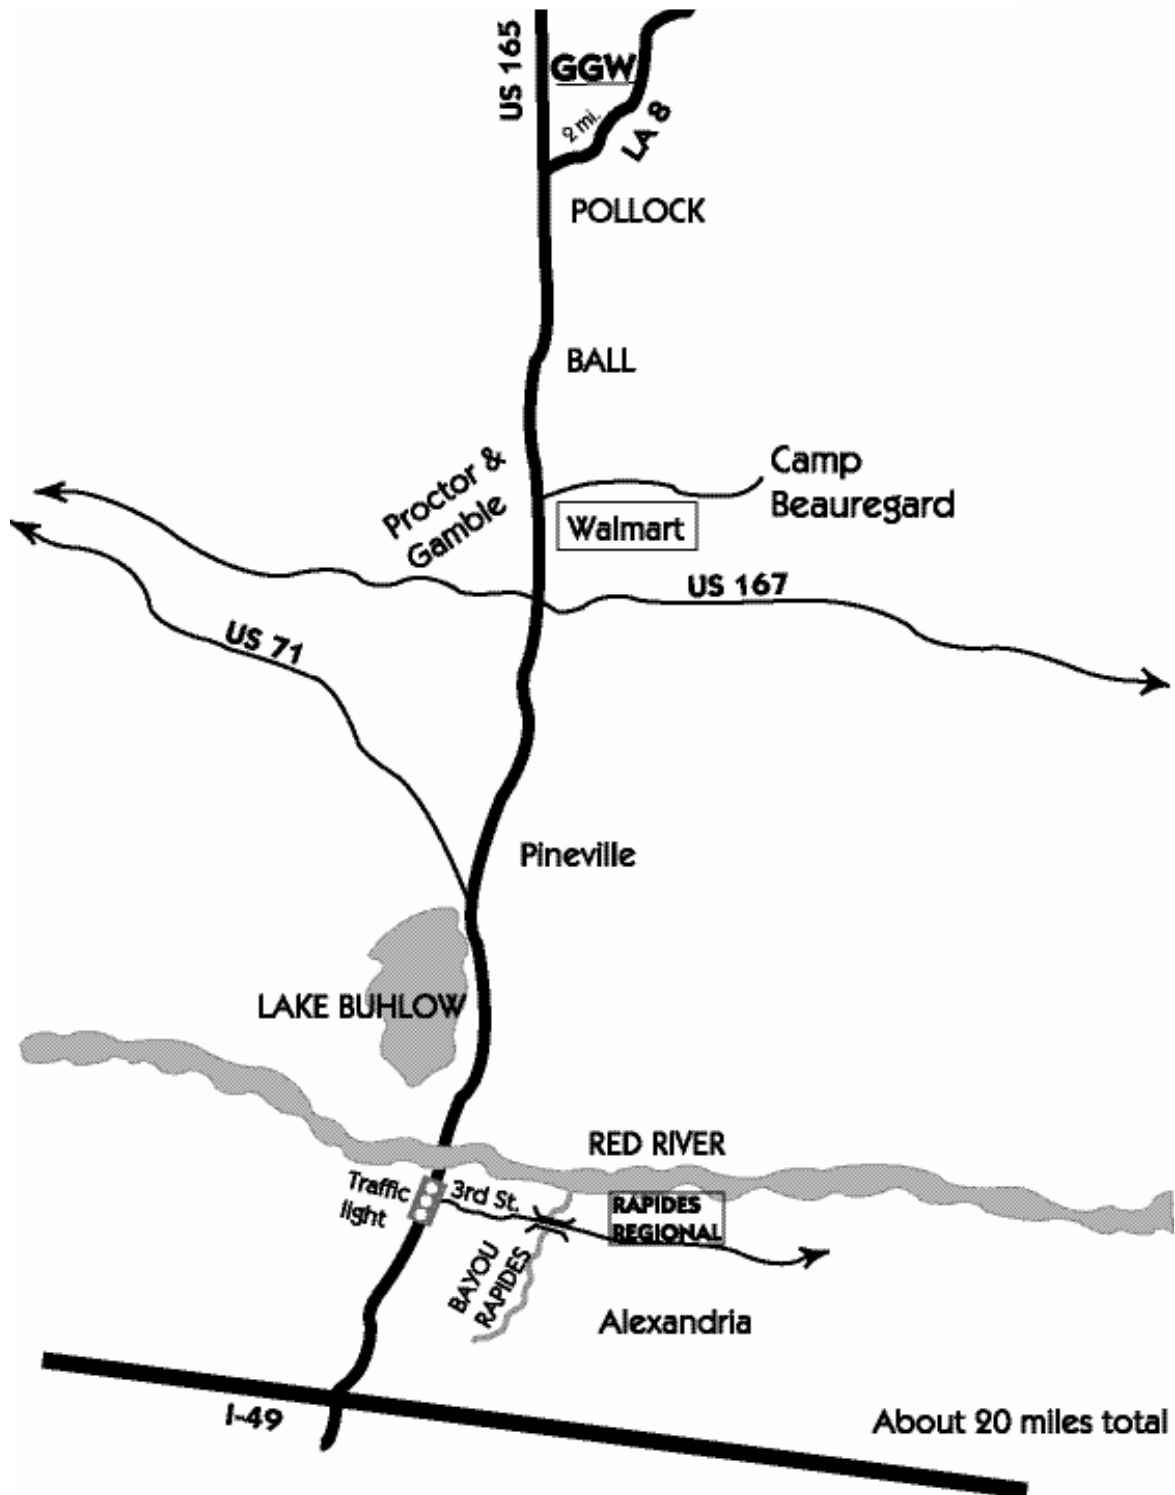 US 165
GGW
2 mi.
LA 8
POLLOCK
BALL
Proctor &
Gamble
Camp
Beauregard
Walmart
US 167
US 71
Pineville
LAKE BUHLOW
RED RIVER
Traffic
light
3rd St.
RAPIDES
REGIONAL
BAYOU
RAPIDES
Alexandria
I-49
About 20 miles total